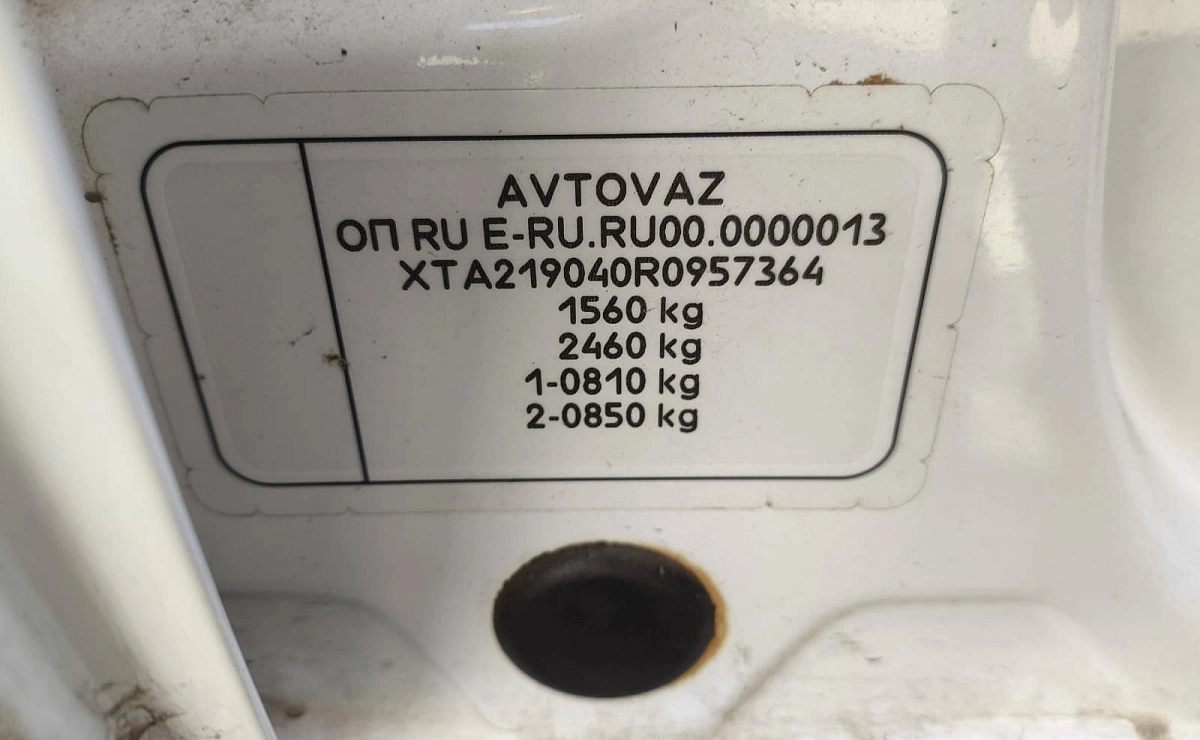 AVTOVAZ
ОП RU E-RU.RU00.0000013
XTA219040R0957364
1560 kg
2460 kg
1-0810 kg
2-0850 kg